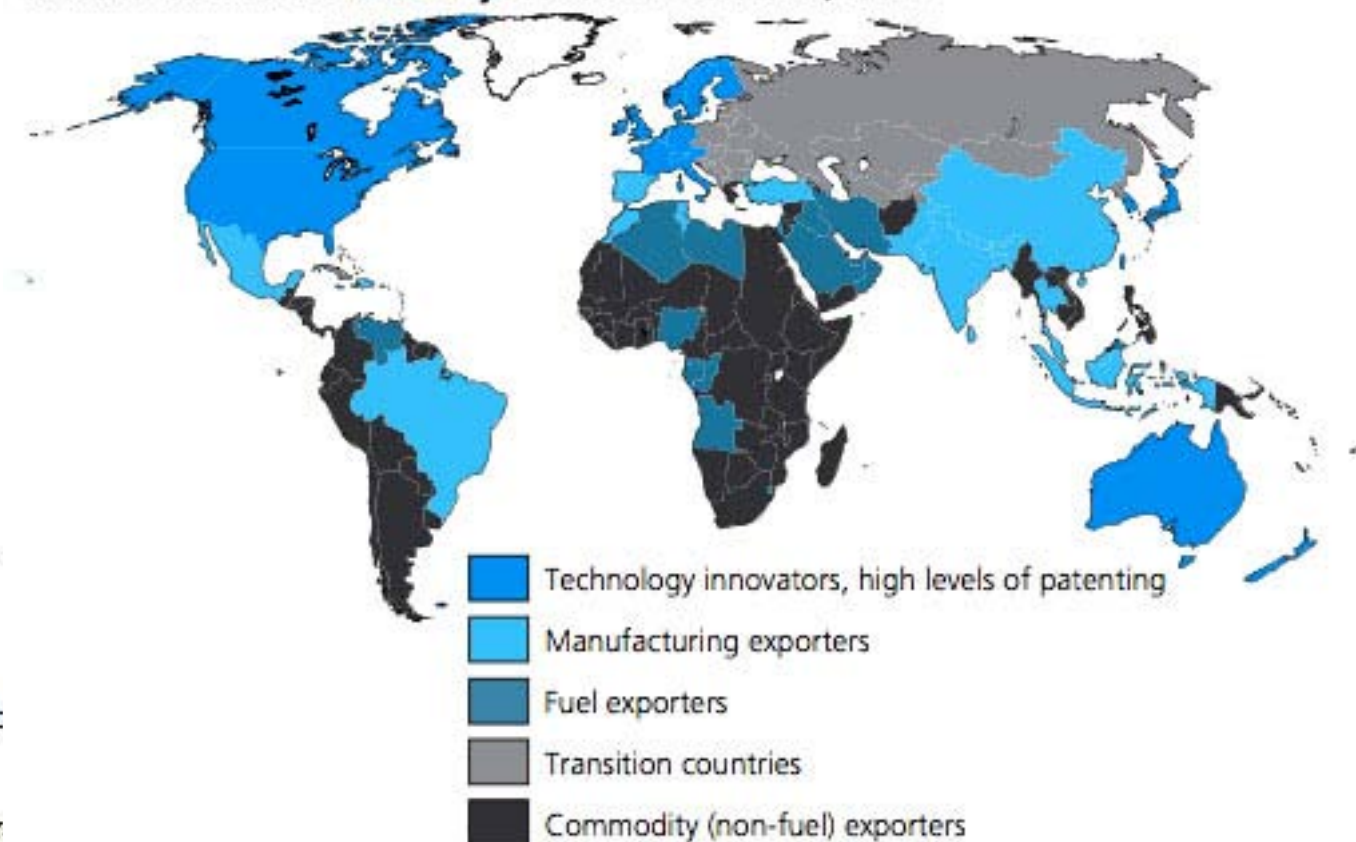 Technology innovators, high levels of patenting
Manufacturing exporters
Fuel exporters
Transition countries
Commodity (non-fuel) exporters